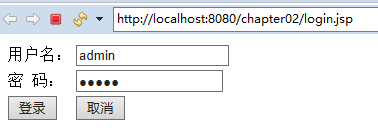 http://localhost:8080/chapter02/login.jsp
用户名： admin
密 码： •••••
登录 取消